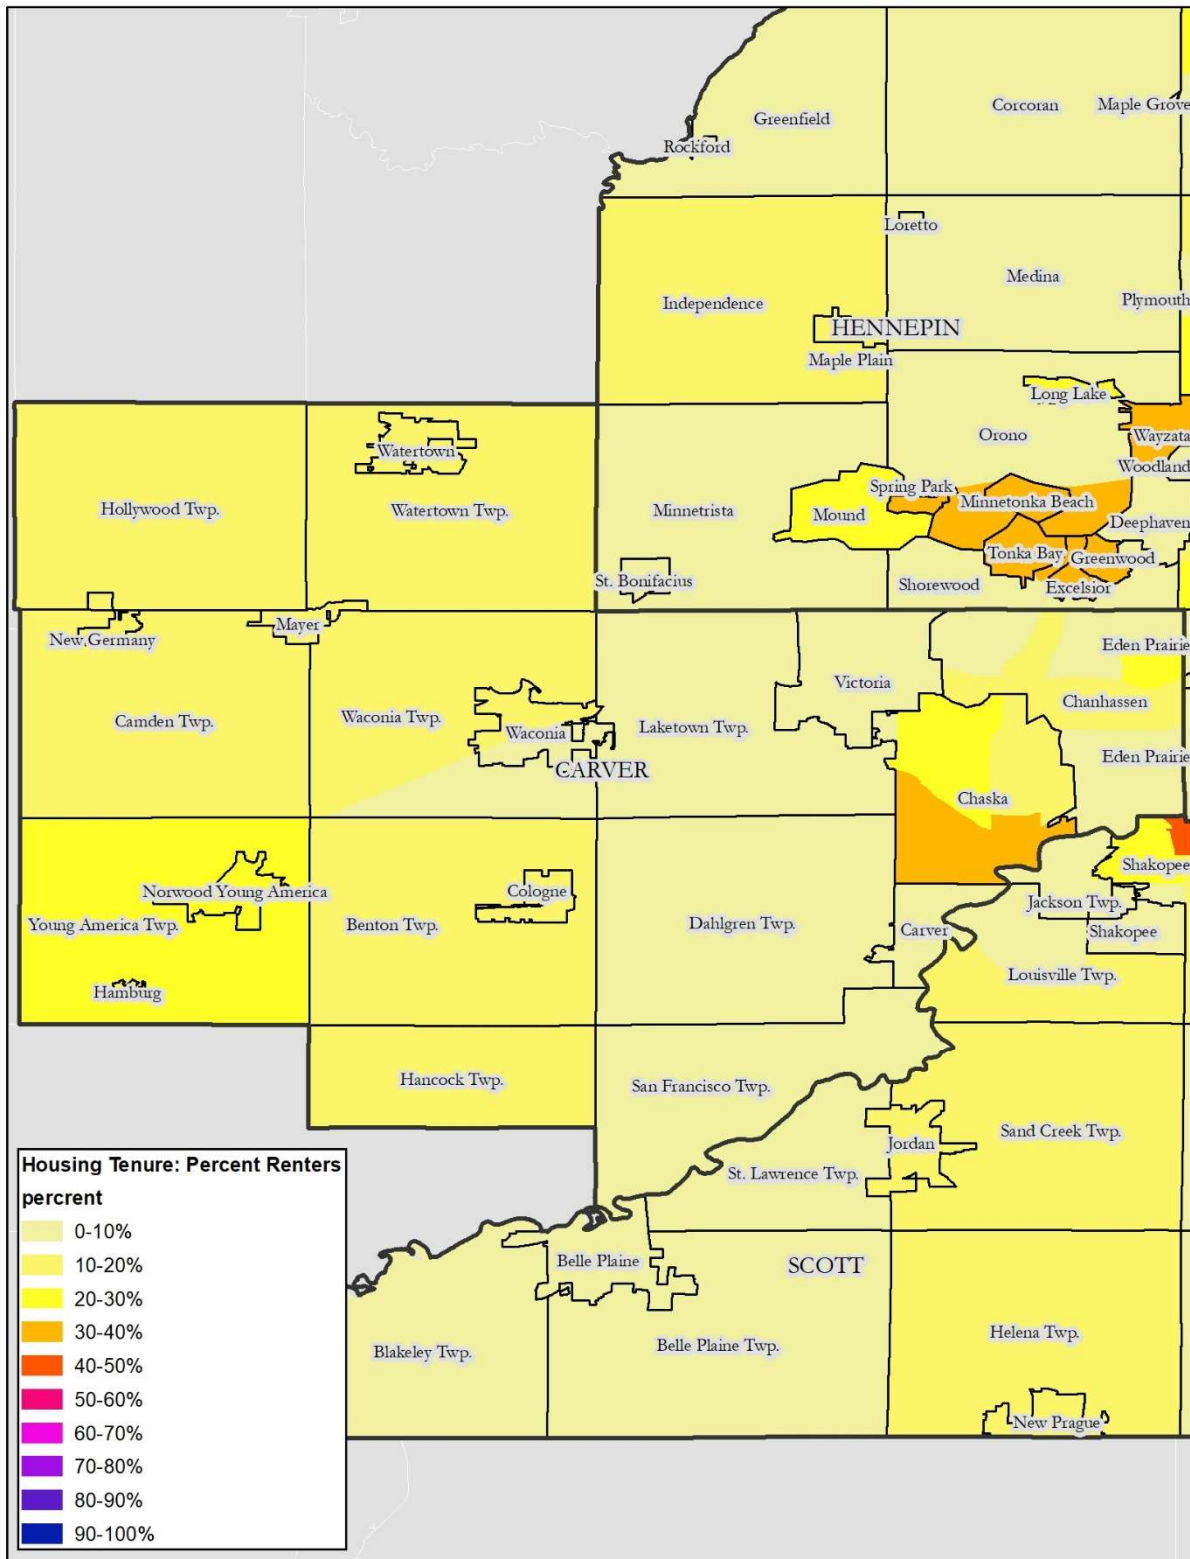 Greenfield
Corcoran
Maple Grove
Rockford
Loretto
Medina
Independence
Plymouth
HENNEPIN
Maple Plain
Long Lake
Orono
Wayzata
Watertown
Woodland
Spring Park
Minnetonka Beach
Hollywood Twp.
Watertown Twp.
Minnetrista
Mound
Deephaven
Tonka Bay
Greenwood
St. Bonifacius
Shorewood
Excelsior
New Germany
Mayer
Eden Prairie
Victoria
Chanhassen
Camden Twp.
Waconia Twp.
Waconia
Laketown Twp.
CARVER
Eden Prairie
Chaska
Shakopee
Norwood Young America
Cologne
Jackson Twp.
Young America Twp.
Benton Twp.
Dahlgren Twp.
Carver
Shakopee
Louisville Twp.
Hamburg
Hancock Twp.
San Francisco Twp.
Sand Creek Twp.
Jordan
St. Lawrence Twp.
Belle Plaine
SCOTT
Helena Twp.
Blakeley Twp.
Belle Plaine Twp.
New Prague
Housing Tenure: Percent Renters
percrent
0-10%
10-20%
20-30%
30-40%
40-50%
50-60%
60-70%
70-80%
80-90%
90-100%